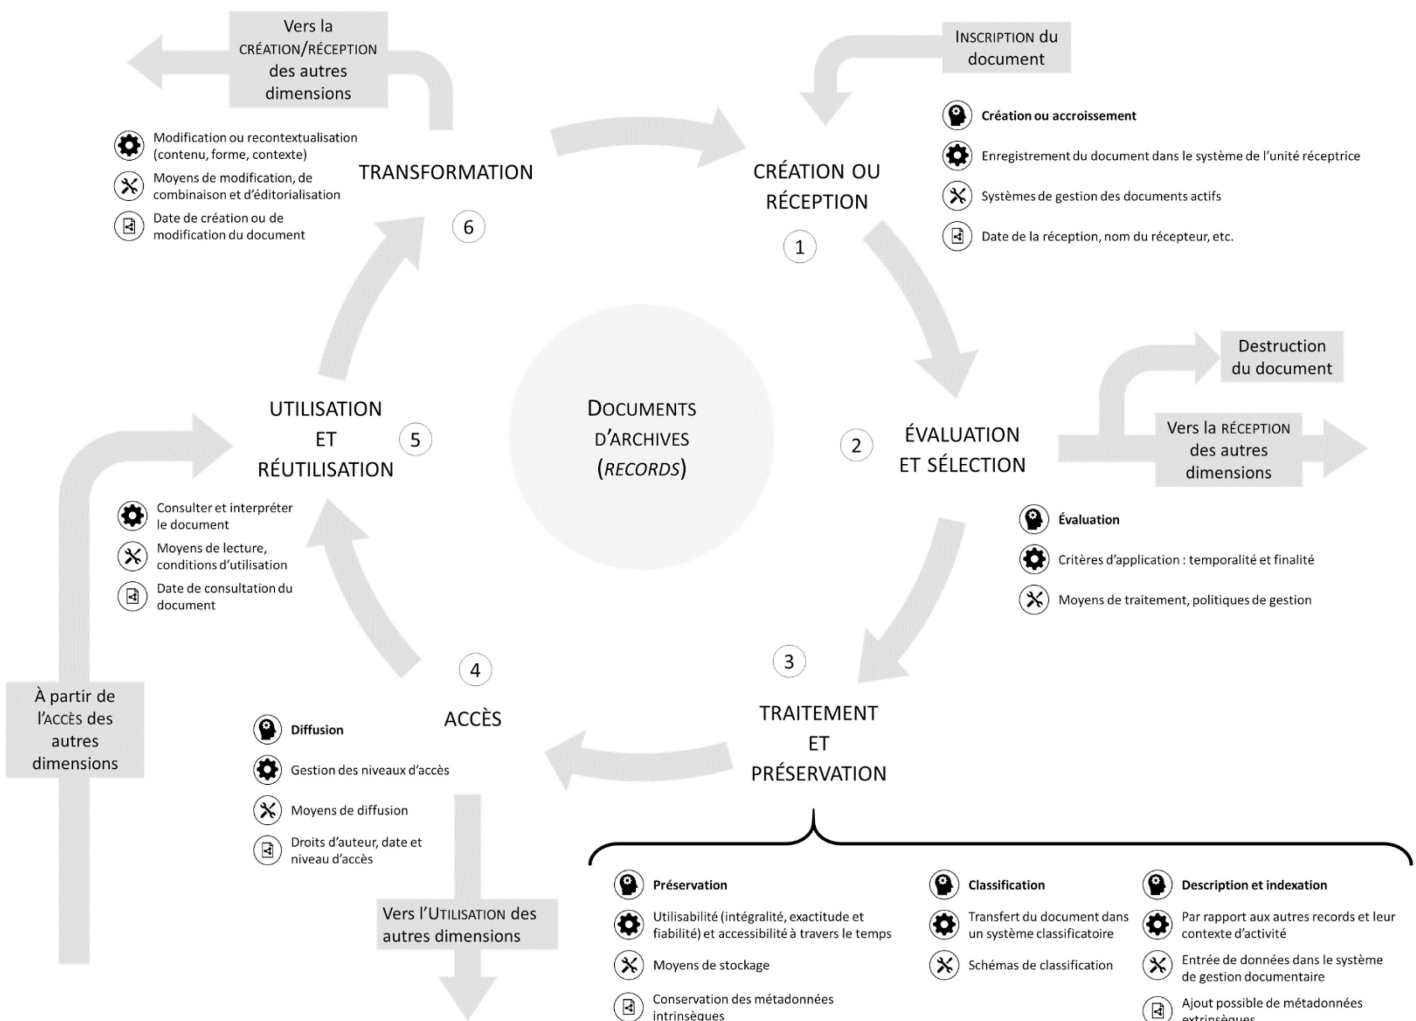 Vers la
CRÉATION/RÉCEPTION
des autres
dimensions
INSCRIPTION du
document
Modification ou recontextualisation
(contenu, forme, contexte)
Moyens de modification, de
combinaison et d'éditorialisation
Date de création ou de
modification du document
TRANSFORMATION
6
CRÉATION OU
RÉCEPTION
1
Création ou accroissement
Enregistrement du document dans le système de l'unité réceptrice
Systèmes de gestion des documents actifs
Date de la réception, nom du récepteur, etc.
DOCUMENTS
D'ARCHIVES
(RECORDS)
2
ÉVALUATION
ET SÉLECTION
Destruction
du document
Vers la RÉCEPTION
des autres
dimensions
Évaluation
Critères d'application : temporalité et finalité
Moyens de traitement, politiques de gestion
3
TRAITEMENT
ET
PRÉSERVATION
Préservation
Utilisabilité (intégralité, exactitude et
fiabilité) et accessibilité à travers le temps
Moyens de stockage
Conservation des métadonnées
intrinsèques
Classification
Transfert du document dans
un système classificatoire
Schémas de classification
Description et indexation
Par rapport aux autres records et leur
contexte d'activité
Entrée de données dans le système
de gestion documentaire
Ajout possible de métadonnées
extrinsèques
4
ACCÈS
Diffusion
Gestion des niveaux d'accès
Moyens de diffusion
Droits d'auteur, date et
niveau d'accès
Vers l'UTILISATION des
autres dimensions
UTILISATION
ET
RÉUTILISATION
5
Consulter et interpréter
le document
Moyens de lecture,
conditions d'utilisation
Date de consultation du
document
À partir de
l'ACCÈS des
autres
dimensions